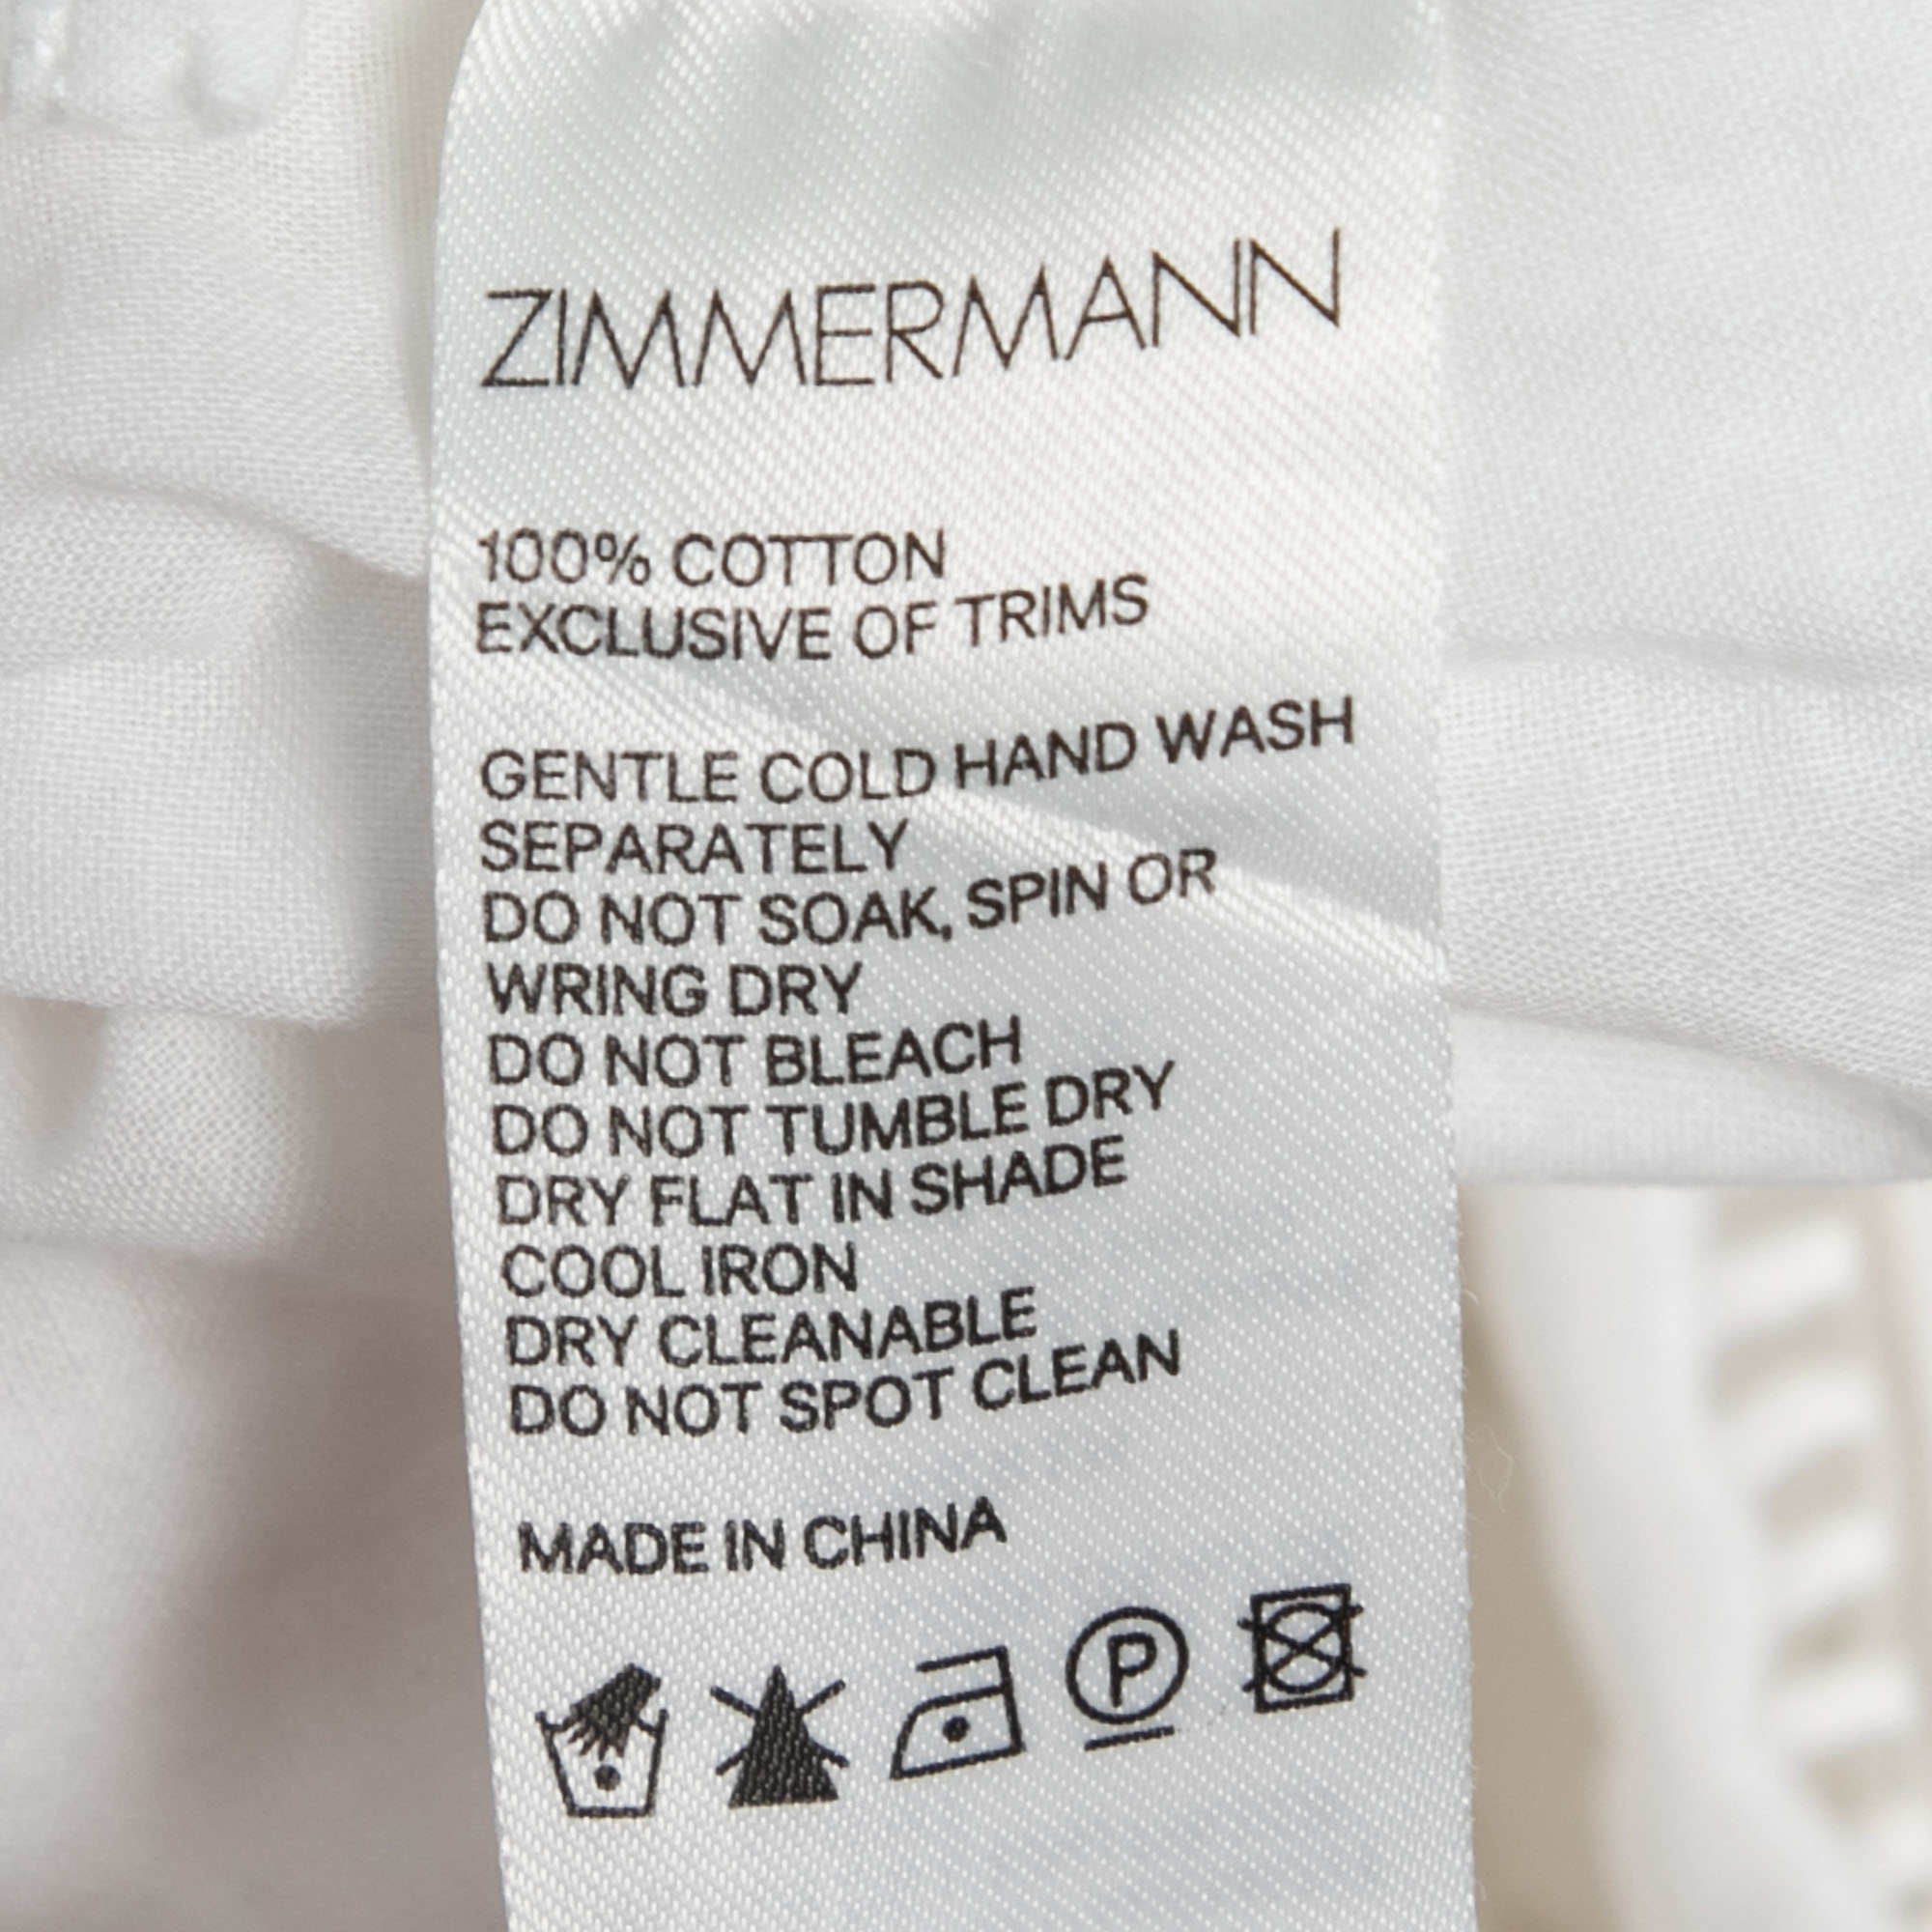 ZIMMERMANN
100% COTTON
EXCLUSIVE OF TRIMS
GENTLE COLD HAND WASH
SEPARATELY
DO NOT SOAK, SPIN OR
WRING DRY
DO NOT BLEACH
DO NOT TUMBLE DRY
DRY FLAT IN SHADE
COOL IRON
DRY CLEANABLE
DO NOT SPOT CLEAN
MADE IN CHINA
P